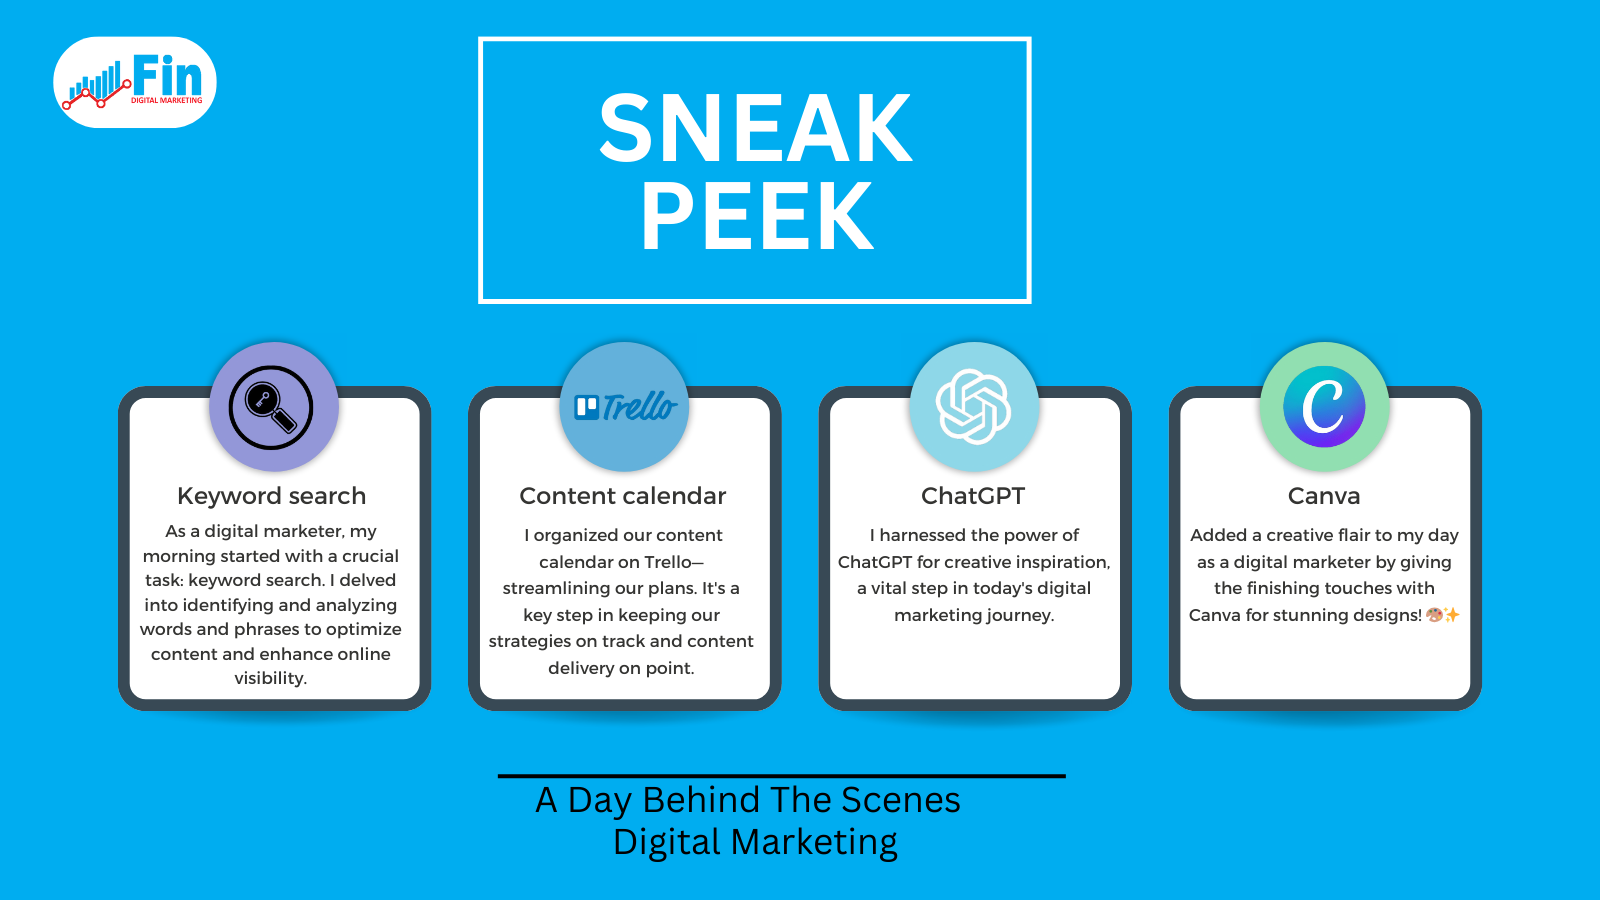 Fin
DIGITAL MARKETING
SNEAK
PEEK
Keyword search
As a digital marketer, my
morning started with a crucial
task: keyword search. I delved
into identifying and analyzing
words and phrases to optimize
content and enhance online
visibility.
Trello
Content calendar
I organized our content
calendar on Trello—
streamlining our plans. It's a
key step in keeping our
strategies on track and content
delivery on point.
ChatGPT
I harnessed the power of
ChatGPT for creative inspiration,
a vital step in today's digital
marketing journey.
C
Canva
Added a creative flair to my day
as a digital marketer by giving
the finishing touches with
Canva for stunning designs! 🎨✨
A Day Behind The Scenes
Digital Marketing